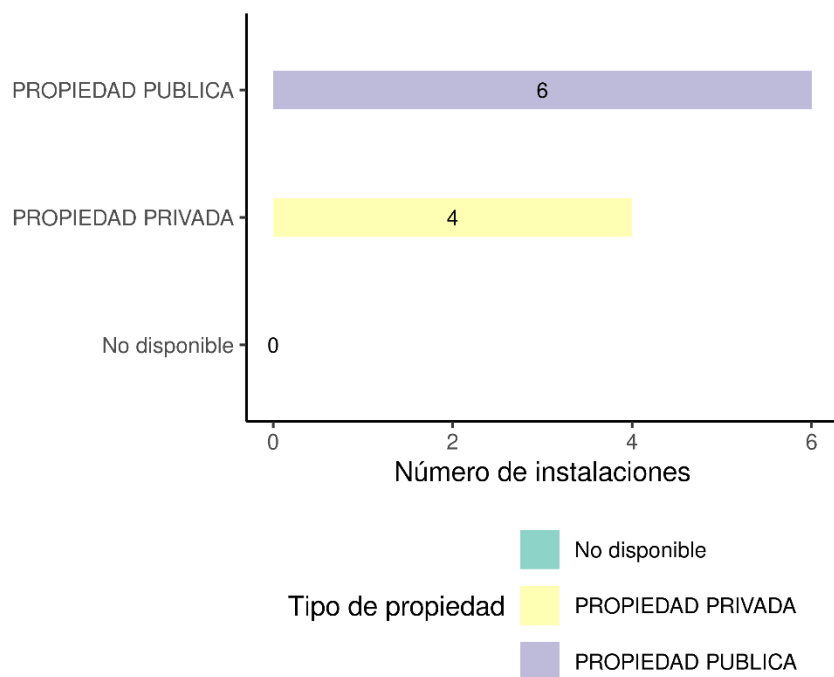 PROPIEDAD PUBLICA
6
PROPIEDAD PRIVADA
4
No disponible
0
0 2 4 6
Número de instalaciones
Tipo de propiedad
No disponible
PROPIEDAD PRIVADA
PROPIEDAD PUBLICA